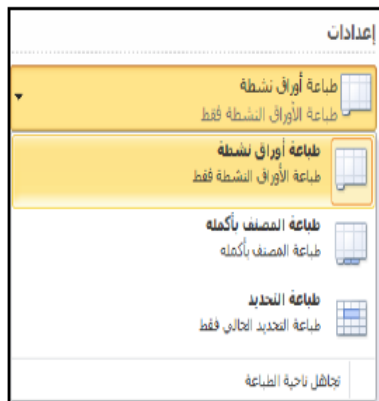 إعدادات
طباعة أوراق نشطة
طباعة الأوراق النشطة فقط
طباعة أوراق نشطة
طباعة الأوراق النشطة فقط
طباعة المصنف بأكمله
طباعة المصنف بأكمله
طباعة التحديد
طباعة التحديد الحالي فقط
تجاهل ناحية الطباعة